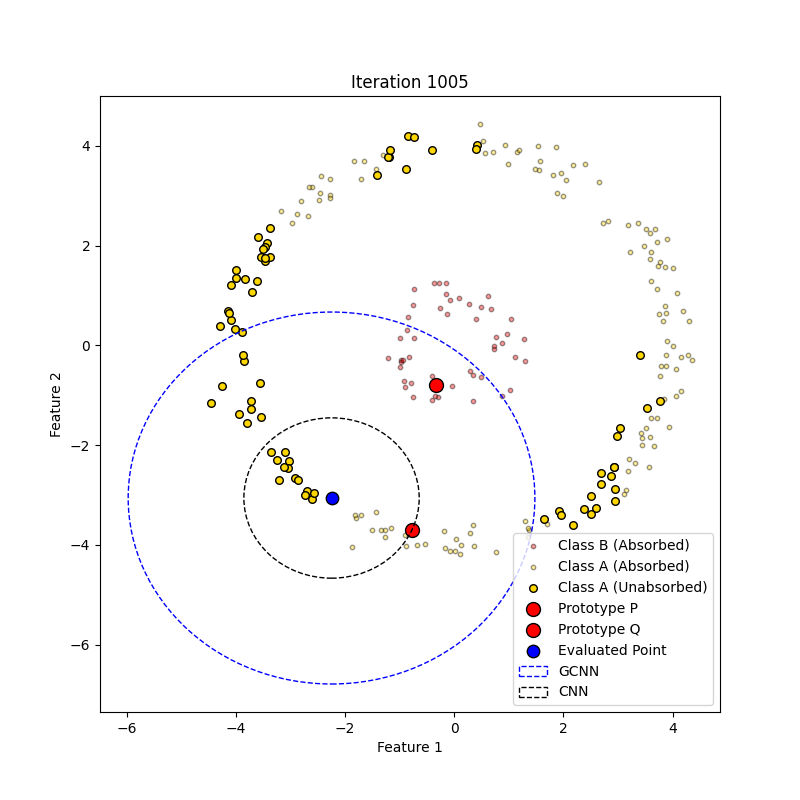 Iteration 1005
4
2
0
−2
−4
−6
Feature 2
−6
−4
−2
0
2
4
Feature 1
Class B (Absorbed)
Class A (Absorbed)
Class A (Unabsorbed)
Prototype P
Prototype Q
Evaluated Point
GCNN
CNN